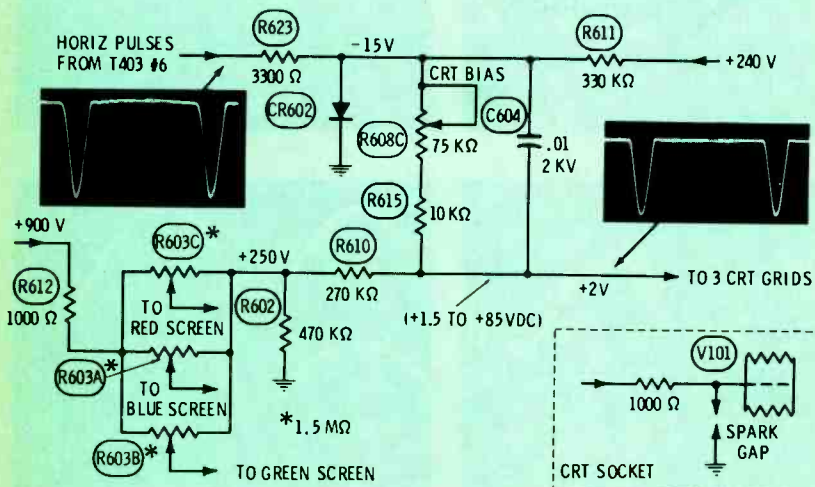 HORIZ PULSES
FROM T403 #6
R623
3300 Ω
-15V
CRT BIAS
R611
330 KΩ
+240 V
CR602
R608C
75 KΩ
C604
.01
2 KV
R615
10KΩ
+900 V
R612
1000 Ω
R603C *
TO
RED SCREEN
R603A *
TO
BLUE SCREEN
R603B *
TO GREEN SCREEN
+250V
R602
470 KΩ
*1.5 MΩ
R610
270 KΩ
(+1.5 TO +85VDC)
+2V
TO 3 CRT GRIDS
V101
1000 Ω
SPARK
GAP
CRT SOCKET